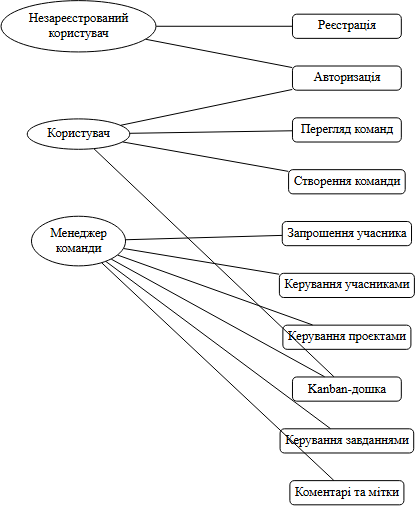 Незареєстрований
користувач
Реєстрація
Авторизація
Користувач
Перегляд команд
Створення команди
Менеджер
команди
Запрошення учасника
Керування учасниками
Керування проєктами
Kanban-дошка
Керування завданнями
Коментарі та мітки